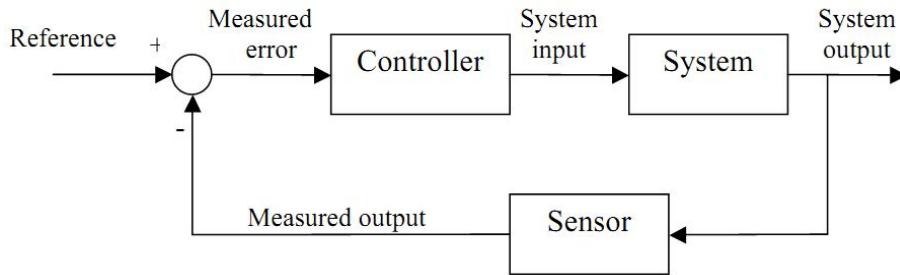 Reference
+
Measured
error
Controller
System
input
System
System
output
-
Measured output
Sensor